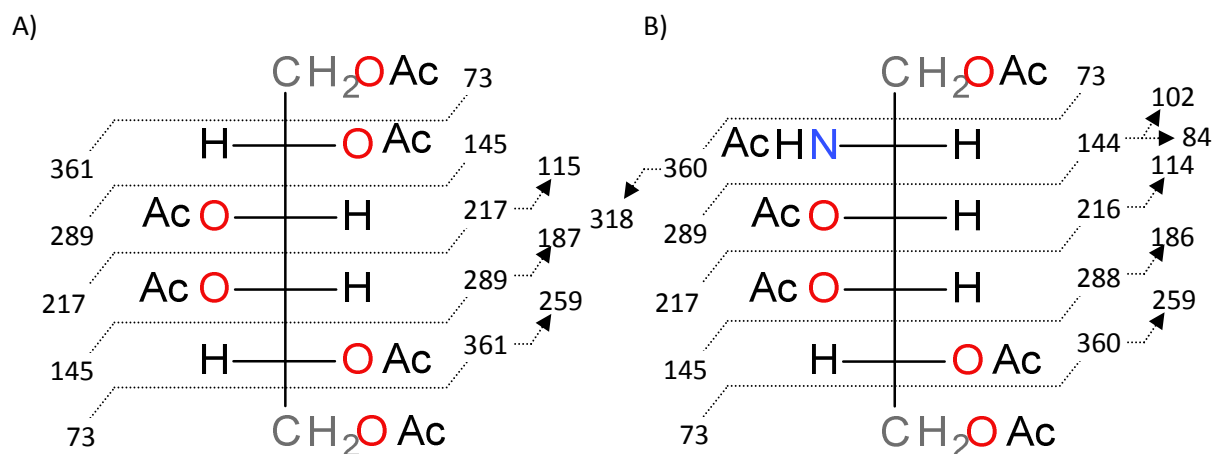 A)
CH₂OAc 73
H OAc
361 145
AcO H 115
289 217
AcO H 187
217 289
H OAc 259
145 361
CH₂OAc
73
B)
CH₂OAc 73
AcHN H 102
360 144 84
318 114
AcO H
289 216
AcO H 186
217 288
H OAc 259
145 360
CH₂OAc
73